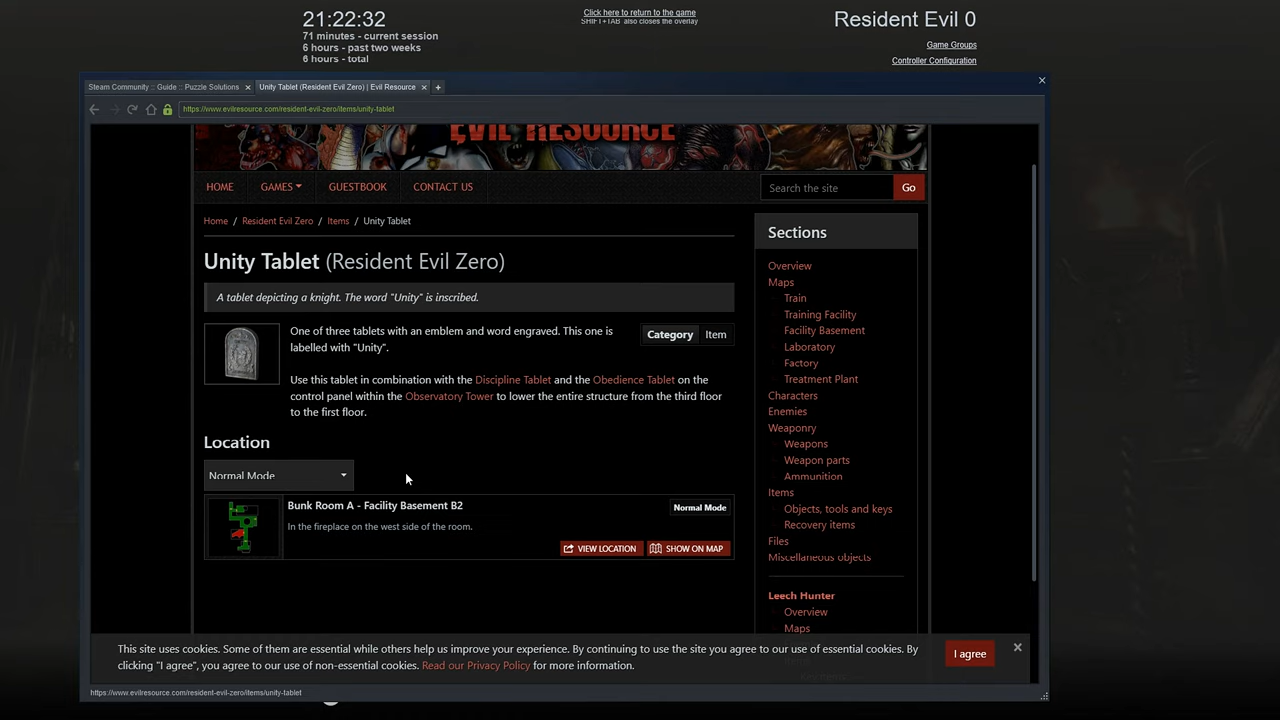 21:22:32
71 minutes - current session
6 hours - past two weeks
6 hours - total
Click here to return to the game
SHIFT+TAB also closes the overlay
Resident Evil 0
Game Groups
Controller Configuration
Steam Community :: Guide :: Puzzle Solutions
Unity Tablet (Resident Evil Zero) | Evil Resource
https://www.evilresource.com/resident-evil-zero/items/unity-tablet
EVIL RESOURCE
HOME
GAMES
GUESTBOOK
CONTACT US
Search the site
Go
Home / Resident Evil Zero / Items / Unity Tablet
Unity Tablet (Resident Evil Zero)
A tablet depicting a knight. The word "Unity" is inscribed.
One of three tablets with an emblem and word engraved. This one is
labelled with "Unity".
Category Item
Use this tablet in combination with the Discipline Tablet and the Obedience Tablet on the
control panel within the Observatory Tower to lower the entire structure from the third floor
to the first floor.
Location
Normal Mode
Bunk Room A - Facility Basement B2
Normal Mode
In the fireplace on the west side of the room.
VIEW LOCATION
SHOW ON MAP
Sections
Overview
Maps
Train
Training Facility
Facility Basement
Laboratory
Factory
Treatment Plant
Characters
Enemies
Weaponry
Weapons
Weapon parts
Ammunition
Items
Objects, tools and keys
Recovery items
Files
Miscellaneous objects
Leech Hunter
Overview
Maps
This site uses cookies. Some of them are essential while others help us improve your experience. By continuing to use the site you agree to our use of essential cookies. By
clicking "I agree", you agree to our use of non-essential cookies. Read our Privacy Policy for more information.
I agree
https://www.evilresource.com/resident-evil-zero/items/unity-tablet